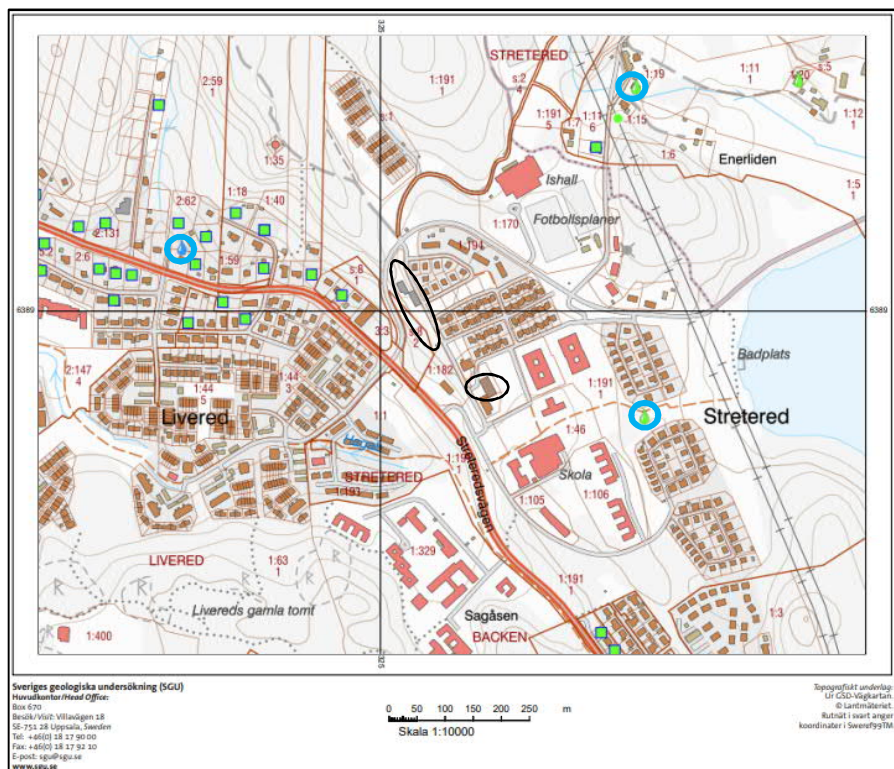 325
STRETERED
2:59
1
1:191
1
s:2
4
1:19
1:11
1
1:20
s:5
1:12
1
1:191
5
1:7
1:11
6
1:15
1:6
Enerliden
s:1
1:35
Ishall
1:5
1
2:62
1:18
1:40
1:170
Fotbollsplaner
2:131
1:191
2:6
1:59
s:8
1
6389
6389
3:3
2
Badplats
2:147
4
1:182
1:44
5
1:44
3
1:191
1
Livered
1:1
Stretered
1:46
STRETERED
Streteredsvägen
Skola
1:191
1:105
1:106
LIVERED
1:63
1
1:329
1:191
1
Livereds gamla tomt
Sagåsen
1:3
1:400
BACKEN
325
Sveriges geologiska undersökning (SGU)
Huvudkontor/Head Office:
Box 670
Besök/Visit: Villavägen 18
SE-751 28 Uppsala, Sweden
Tel: +46(0) 18 17 90 00
Fax: +46(0) 18 17 92 10
E-post: sgu@sgu.se
www.sgu.se
0 50 100 150 200 250 m
Skala 1:10000
Topografiskt underlag:
Ur GSD-Vägkartan.
© Lantmäteriet.
Rutnät i svart anger
koordinater i Sweref99TM